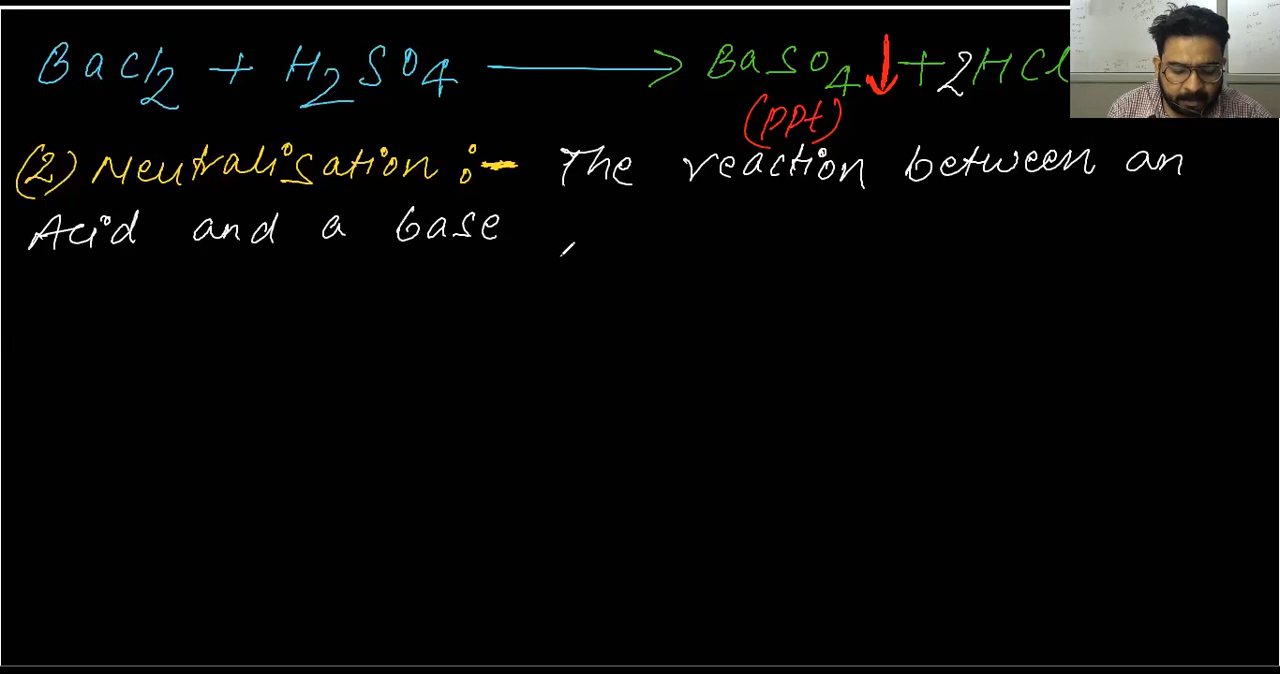 BaCl2 + H2SO4 → BaSO4 ↓ + 2HCl
(ppt)
(2) Neutralisation :- The reaction between an
Acid and a base